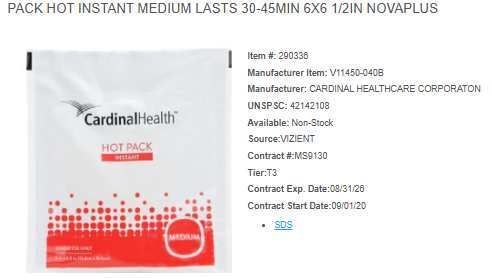 PACK HOT INSTANT MEDIUM LASTS 30-45MIN 6X6 1/2IN NOVAPLUS
Item #: 290336
Manufacturer Item: V11450-040B
Manufacturer: CARDINAL HEALTHCARE CORPORATON
UNSPSC: 42142108
Available: Non-Stock
Source:VIZIENT
Contract #:MS9130
Tier:T3
Contract Exp. Date:08/31/26
Contract Start Date:09/01/20
SDS
CardinalHealth™
HOT PACK
INSTANT
MEDIUM